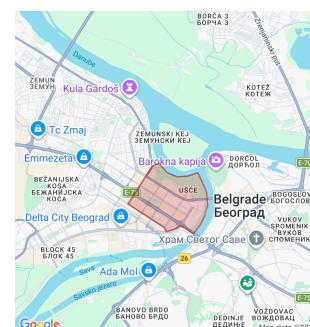 BORČA 3
БОРЧА 3
Zrenjaninski put
Danube
ZEMUN
ЗЕМУН
Kula Gardoš
КОТЕŽ
КОТЕЖ
Tc Zmaj
ZEMUNSKI KEJ
ЗЕМУНСКИ КЕЈ
Emmezeta
Barokna kapija
DORĆOL
ДОРЋОЛ
E-70
BEŽANIJSKA
KOSA
БЕЖАНИЈСКА
КОСА
E-75
UŠĆE
Belgrade
Београд
BOGOSLOV
БОГОСЛОВ
Delta City Beograd
VUKOV
SPOMENIK
ВУКОВ
СПОМЕНИК
Храм Светог Саве
BLOCK 45
БЛОК 45
26
Sava
Ada Mol
Savsko jezero
BANOVO BRDO
БАНОВО БРДО
DEDINJE
ДЕДИЊЕ
VOŽDOVAC
ВОЖДОВАЦ
Google